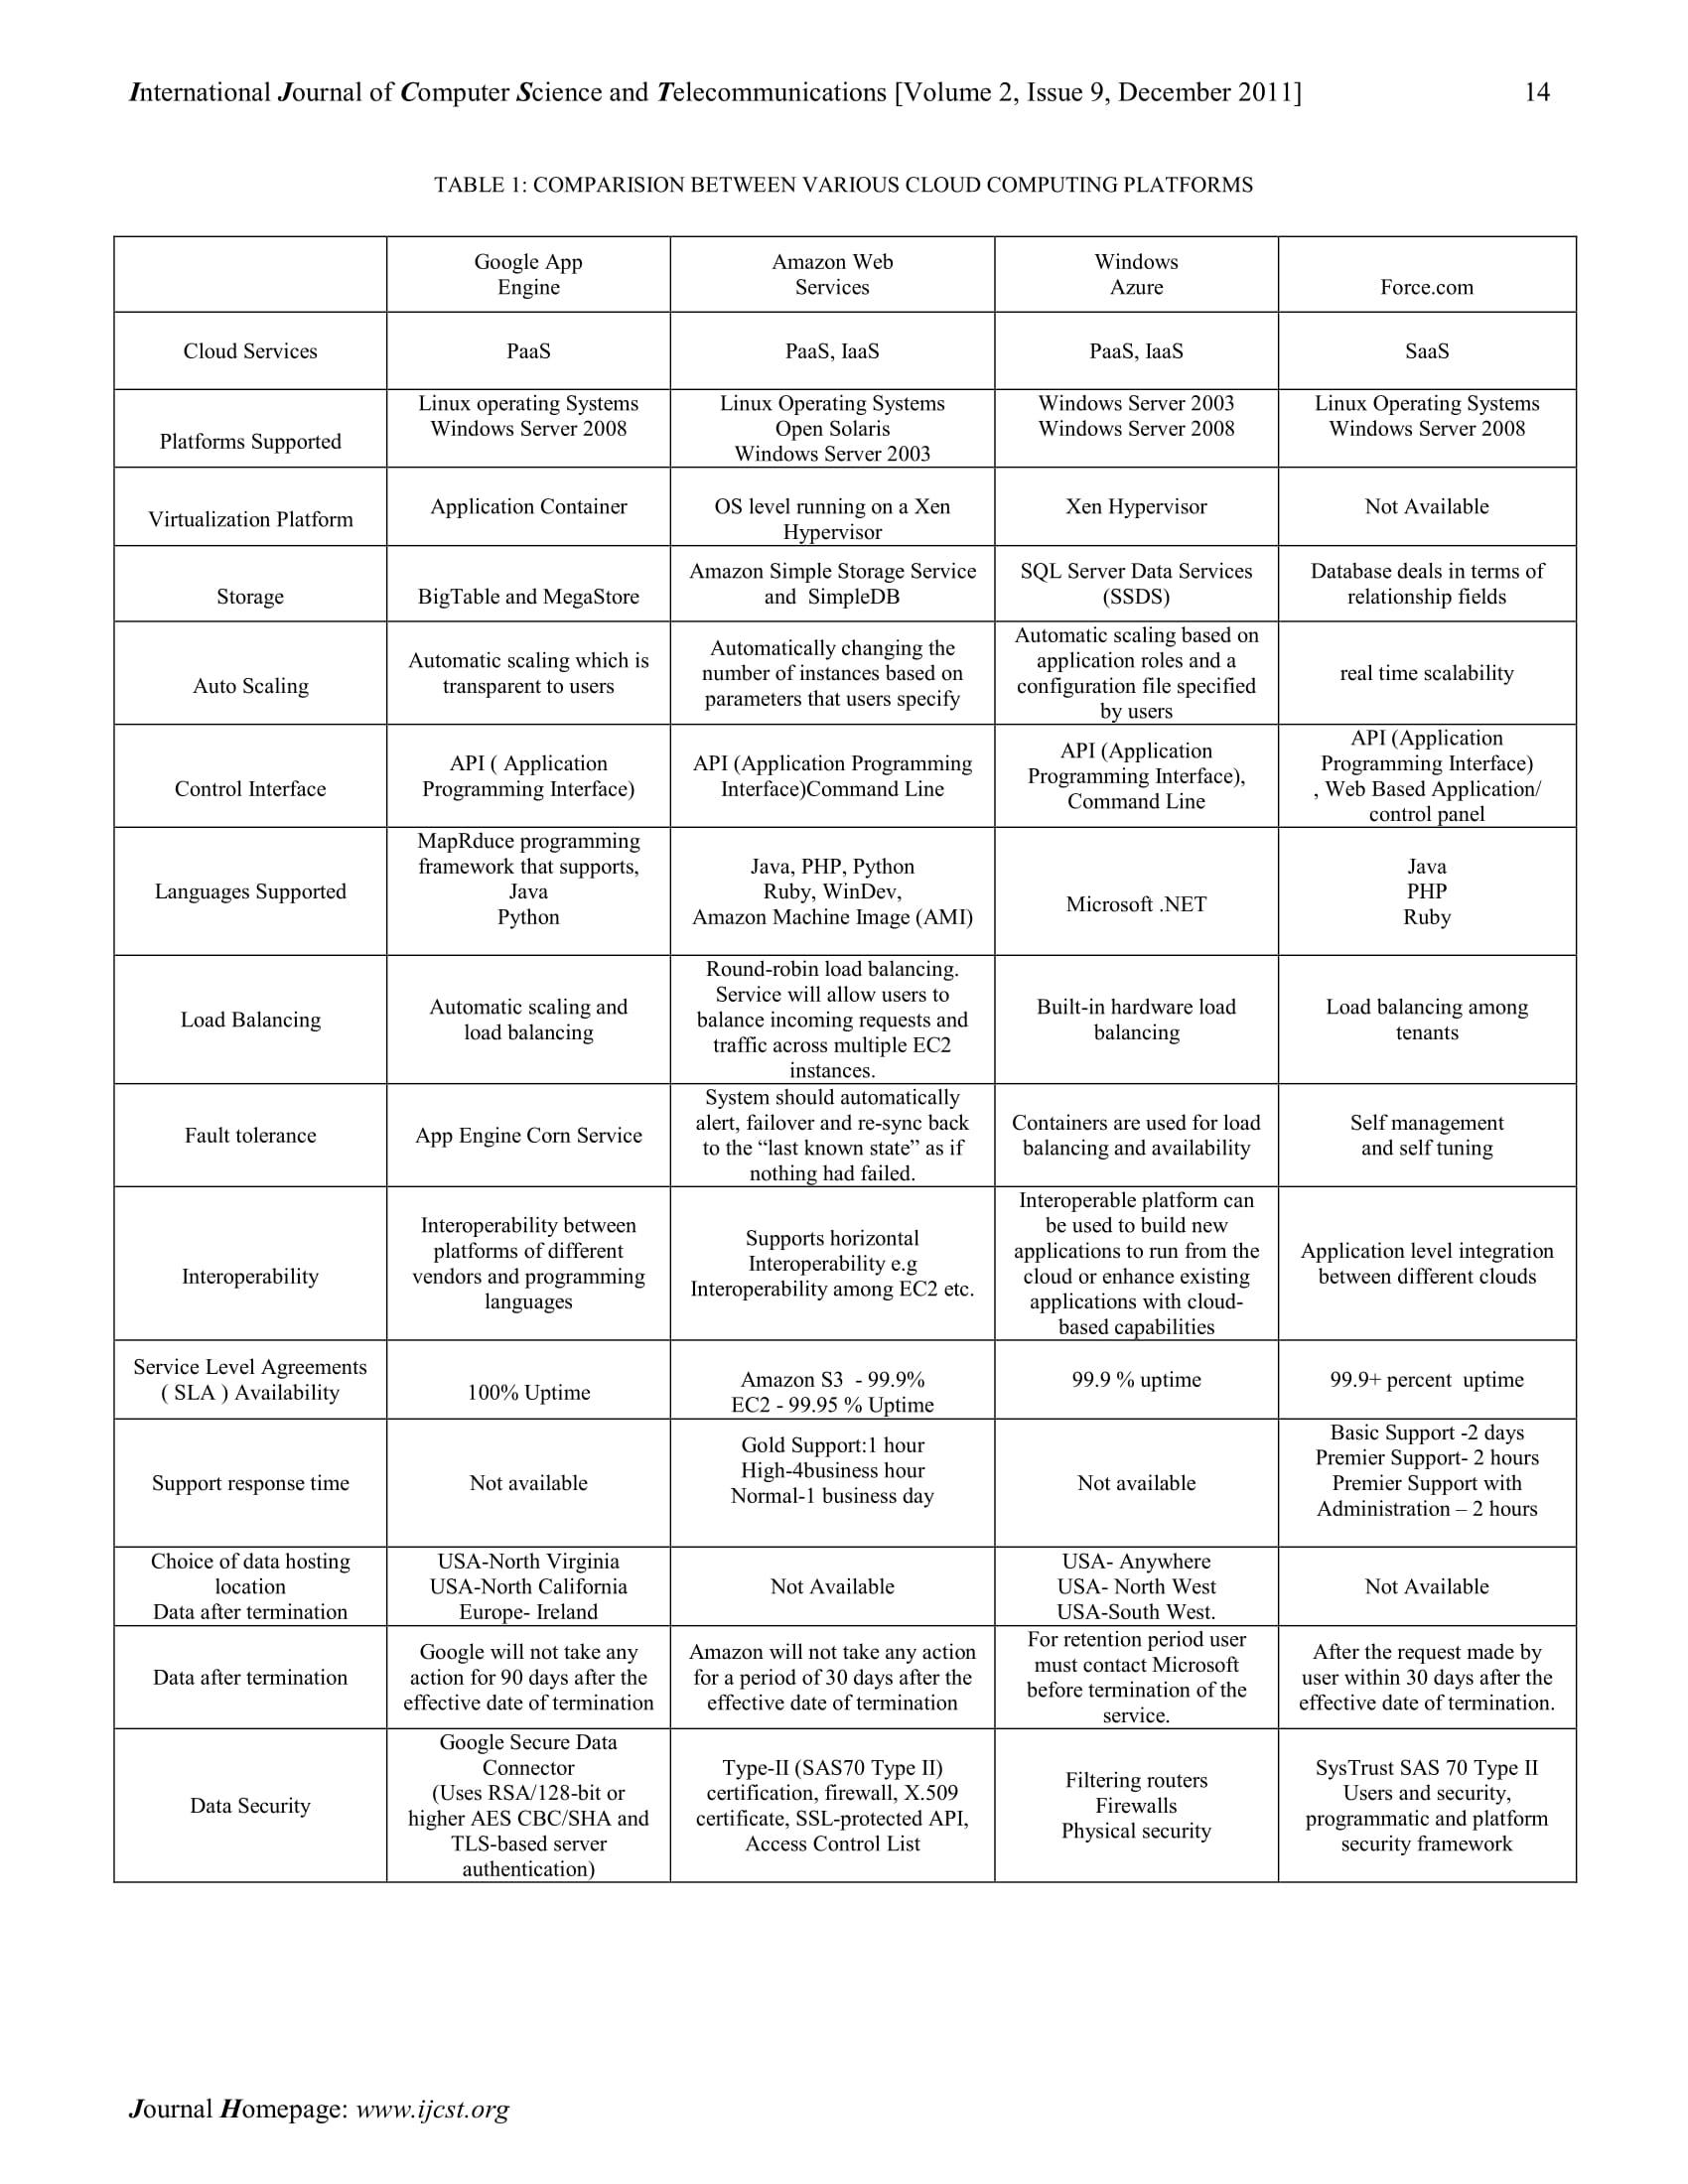 International Journal of Computer Science and Telecommunications [Volume 2, Issue 9, December 2011] 14
TABLE 1: COMPARISION BETWEEN VARIOUS CLOUD COMPUTING PLATFORMS
Google App
Engine
Amazon Web
Services
Windows
Azure
Force.com
Cloud Services
PaaS
PaaS, IaaS
PaaS, IaaS
SaaS
Platforms Supported
Linux operating Systems
Windows Server 2008
Linux Operating Systems
Open Solaris
Windows Server 2003
Windows Server 2003
Windows Server 2008
Linux Operating Systems
Windows Server 2008
Virtualization Platform
Application Container
OS level running on a Xen
Hypervisor
Xen Hypervisor
Not Available
Storage
BigTable and MegaStore
Amazon Simple Storage Service
and SimpleDB
SQL Server Data Services
(SSDS)
Database deals in terms of
relationship fields
Auto Scaling
Automatic scaling which is
transparent to users
Automatically changing the
number of instances based on
parameters that users specify
Automatic scaling based on
application roles and a
configuration file specified
by users
real time scalability
Control Interface
API ( Application
Programming Interface)
API (Application Programming
Interface)Command Line
API (Application
Programming Interface),
Command Line
API (Application
Programming Interface)
, Web Based Application/
control panel
Languages Supported
MapRduce programming
framework that supports,
Java
Python
Java, PHP, Python
Ruby, WinDev,
Amazon Machine Image (AMI)
Microsoft .NET
Java
PHP
Ruby
Load Balancing
Automatic scaling and
load balancing
Round-robin load balancing.
Service will allow users to
balance incoming requests and
traffic across multiple EC2
instances.
Built-in hardware load
balancing
Load balancing among
tenants
Fault tolerance
App Engine Corn Service
System should automatically
alert, failover and re-sync back
to the “last known state” as if
nothing had failed.
Containers are used for load
balancing and availability
Self management
and self tuning
Interoperability
Interoperability between
platforms of different
vendors and programming
languages
Supports horizontal
Interoperability e.g
Interoperability among EC2 etc.
Interoperable platform can
be used to build new
applications to run from the
cloud or enhance existing
applications with cloud-
based capabilities
Application level integration
between different clouds
Service Level Agreements
( SLA ) Availability
100% Uptime
Amazon S3 - 99.9%
EC2 - 99.95 % Uptime
99.9 % uptime
99.9+ percent uptime
Support response time
Not available
Gold Support:1 hour
High-4business hour
Normal-1 business day
Not available
Basic Support -2 days
Premier Support- 2 hours
Premier Support with
Administration – 2 hours
Choice of data hosting
location
Data after termination
USA-North Virginia
USA-North California
Europe- Ireland
Not Available
USA- Anywhere
USA- North West
USA-South West.
Not Available
Data after termination
Google will not take any
action for 90 days after the
effective date of termination
Amazon will not take any action
for a period of 30 days after the
effective date of termination
For retention period user
must contact Microsoft
before termination of the
service.
After the request made by
user within 30 days after the
effective date of termination.
Data Security
Google Secure Data
Connector
(Uses RSA/128-bit or
higher AES CBC/SHA and
TLS-based server
authentication)
Type-II (SAS70 Type II)
certification, firewall, X.509
certificate, SSL-protected API,
Access Control List
Filtering routers
Firewalls
Physical security
SysTrust SAS 70 Type II
Users and security,
programmatic and platform
security framework
Journal Homepage: www.ijcst.org